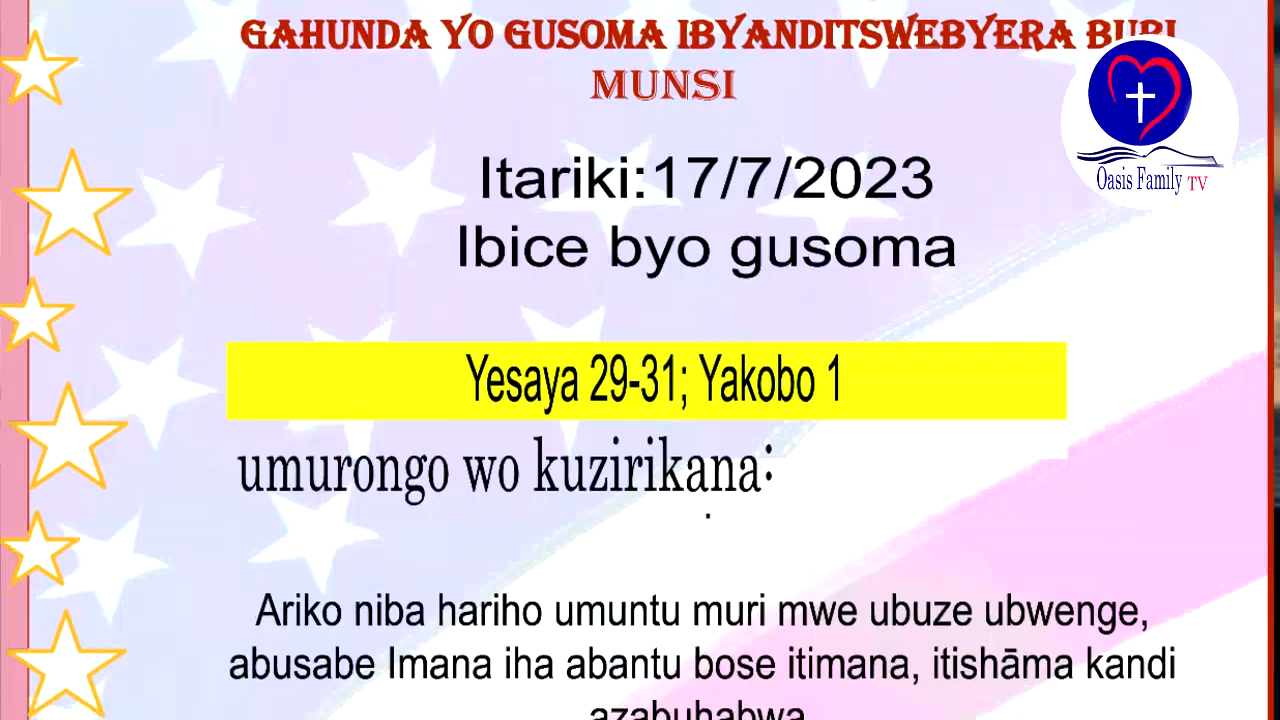 GAHUNDA YO GUSOMA IBYANDITSWEBYERA BURI
MUNSI
Oasis Family TV
Itariki:17/7/2023
Ibice byo gusoma
Yesaya 29-31; Yakobo 1
umurongo wo kuzirikana:
.
Ariko niba hariho umuntu muri mwe ubuze ubwenge,
abusabe Imana iha abantu bose itimana, itishāma kandi
azabuhabwa